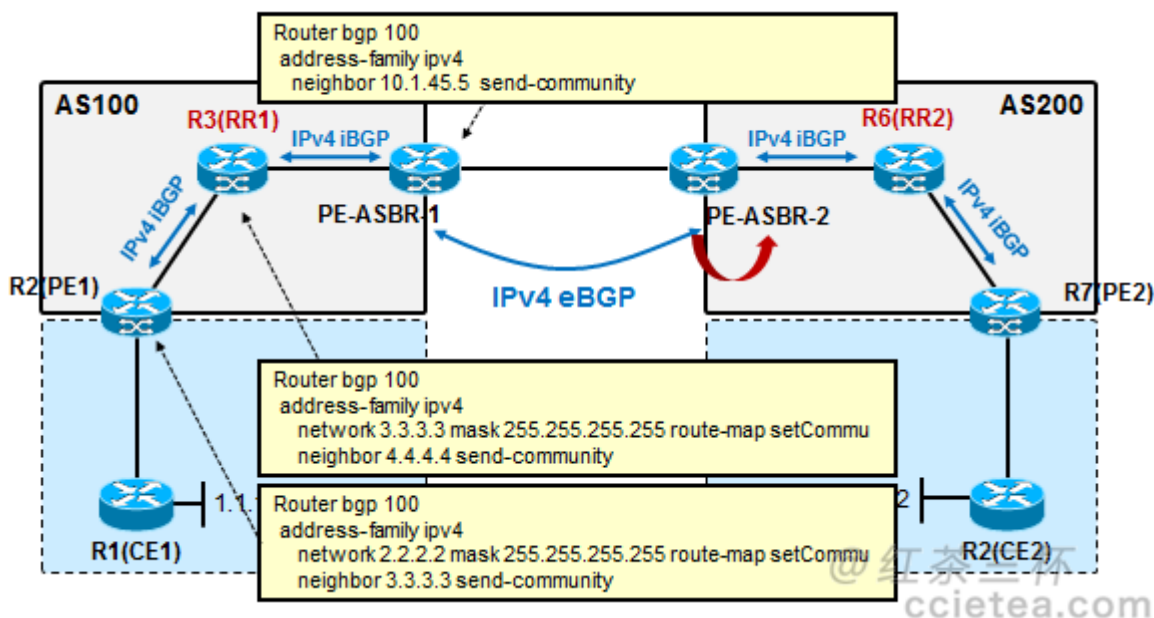 Router bgp 100
address-family ipv4
neighbor 10.1.45.5 send-community
AS100
AS200
R3(RR1)
R6(RR2)
IPv4 iBGP
IPv4 iBGP
PE-ASBR-1
PE-ASBR-2
IPv4 iBGP
IPv4 iBGP
R2(PE1)
IPv4 eBGP
R7(PE2)
Router bgp 100
address-family ipv4
network 3.3.3.3 mask 255.255.255.255 route-map setCommu
neighbor 4.4.4.4 send-community
1.1.
2
Router bgp 100
address-family ipv4
network 2.2.2.2 mask 255.255.255.255 route-map setCommu
neighbor 3.3.3.3 send-community
R1(CE1)
R2(CE2)
@红茶三杯
ccietea.com